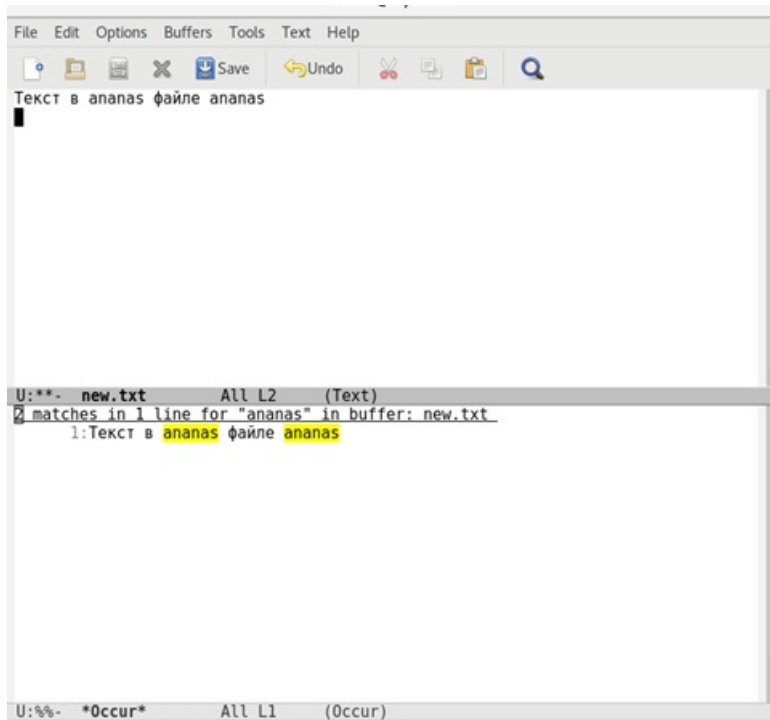 File Edit Options Buffers Tools Text Help
Save Undo
Текст в ananas файле ananas
U:**- new.txt All L2 (Text)
2 matches in 1 line for "ananas" in buffer: new.txt
1:Текст в ananas файле ananas
U:%%- *Occur* All L1 (Occur)